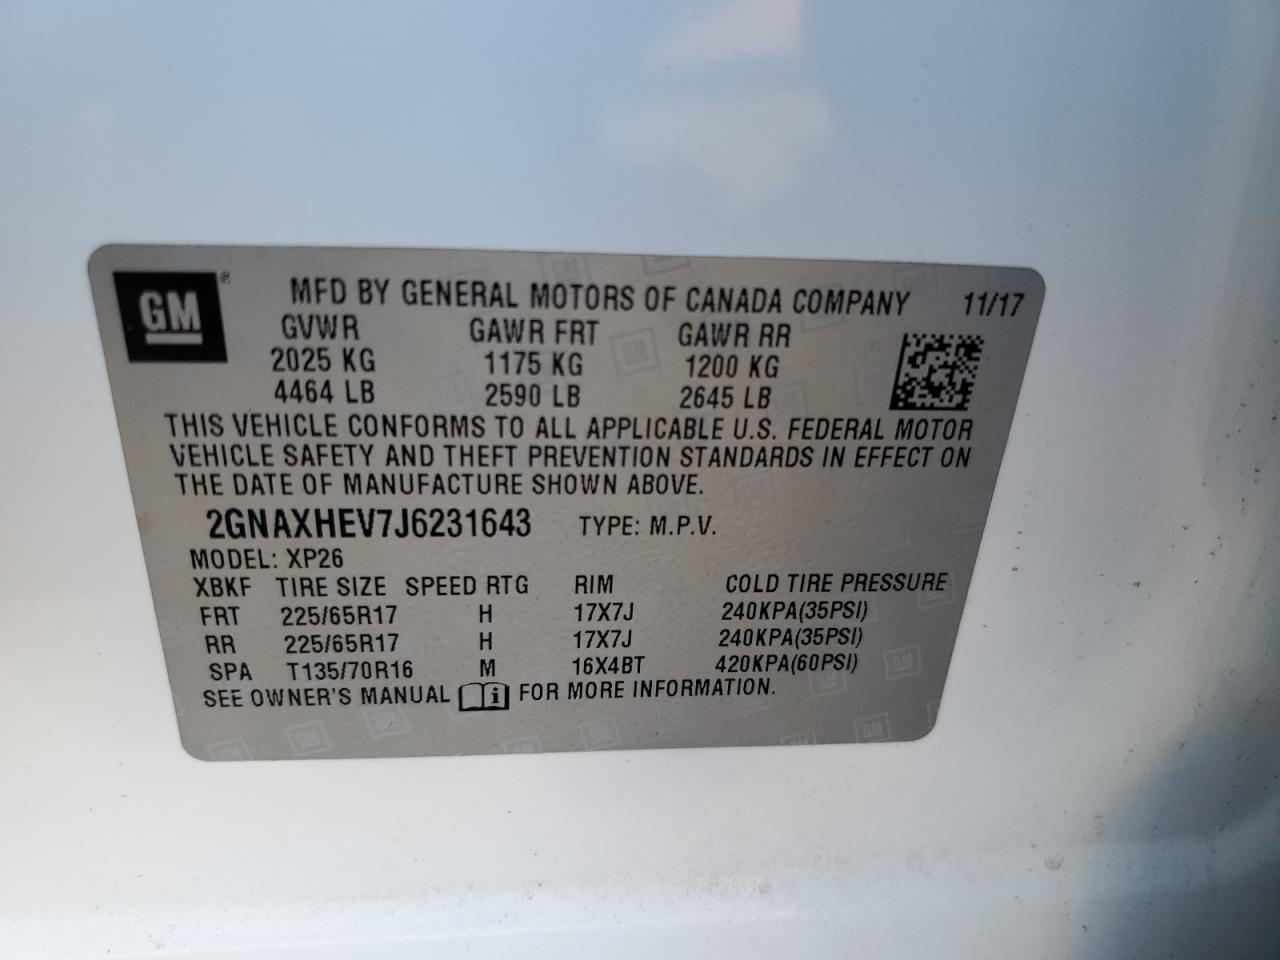 GM®
MFD BY GENERAL MOTORS OF CANADA COMPANY 11/17
GVWR GAWR FRT GAWR RR
2025 KG 1175 KG 1200 KG
4464 LB 2590 LB 2645 LB
THIS VEHICLE CONFORMS TO ALL APPLICABLE U.S. FEDERAL MOTOR
VEHICLE SAFETY AND THEFT PREVENTION STANDARDS IN EFFECT ON
THE DATE OF MANUFACTURE SHOWN ABOVE.
2GNAXHEV7J6231643 TYPE: M.P.V.
MODEL: XP26
XBKF TIRE SIZE SPEED RTG RIM COLD TIRE PRESSURE
FRT 225/65R17 H 17X7J 240KPA(35PSI)
RR 225/65R17 H 17X7J 240KPA(35PSI)
SPA T135/70R16 M 16X4BT 420KPA(60PSI)
SEE OWNER'S MANUAL i FOR MORE INFORMATION.